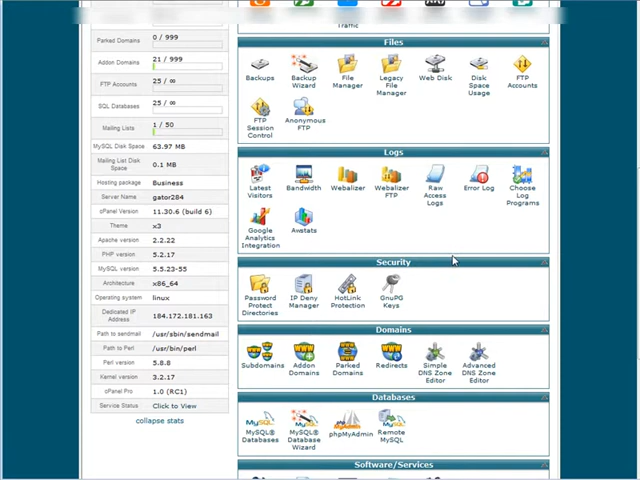 Traffic
Parked Domains 0 / 999
Addon Domains 21 / 999
FTP Accounts 25 / ∞
SQL Databases 25 / ∞
Mailing Lists 1 / 50
MySQL Disk Space 63.97 MB
Mailing List Disk Space 0.1 MB
Hosting package Business
Server Name gator284
cPanel Version 11.30.6 (build 6)
Theme x3
Apache version 2.2.22
PHP version 5.2.17
MySQL version 5.5.23-55
Architecture x86_64
Operating system linux
Dedicated IP Address 184.172.181.163
Path to sendmail /usr/sbin/sendmail
Path to Perl /usr/bin/perl
Perl version 5.8.8
Kernel version 3.2.17
cPanel Pro 1.0 (RC1)
Service Status Click to View
collapse stats
Files
Backups
Backup Wizard
File Manager
Legacy File Manager
Web Disk
Disk Space Usage
FTP Accounts
FTP Session Control
Anonymous FTP
Logs
Latest Visitors
Bandwidth
Webalizer
Webalizer FTP
Raw Access Logs
Error Log
Choose Log Programs
Google Analytics Integration
Awstats
Security
Password Protect Directories
IP Deny Manager
HotLink Protection
GnuPG Keys
Domains
Subdomains
Addon Domains
Parked Domains
Redirects
Simple DNS Zone Editor
Advanced DNS Zone Editor
Databases
MySQL® Databases
MySQL® Database Wizard
phpMyAdmin
Remote MySQL
Software/Services